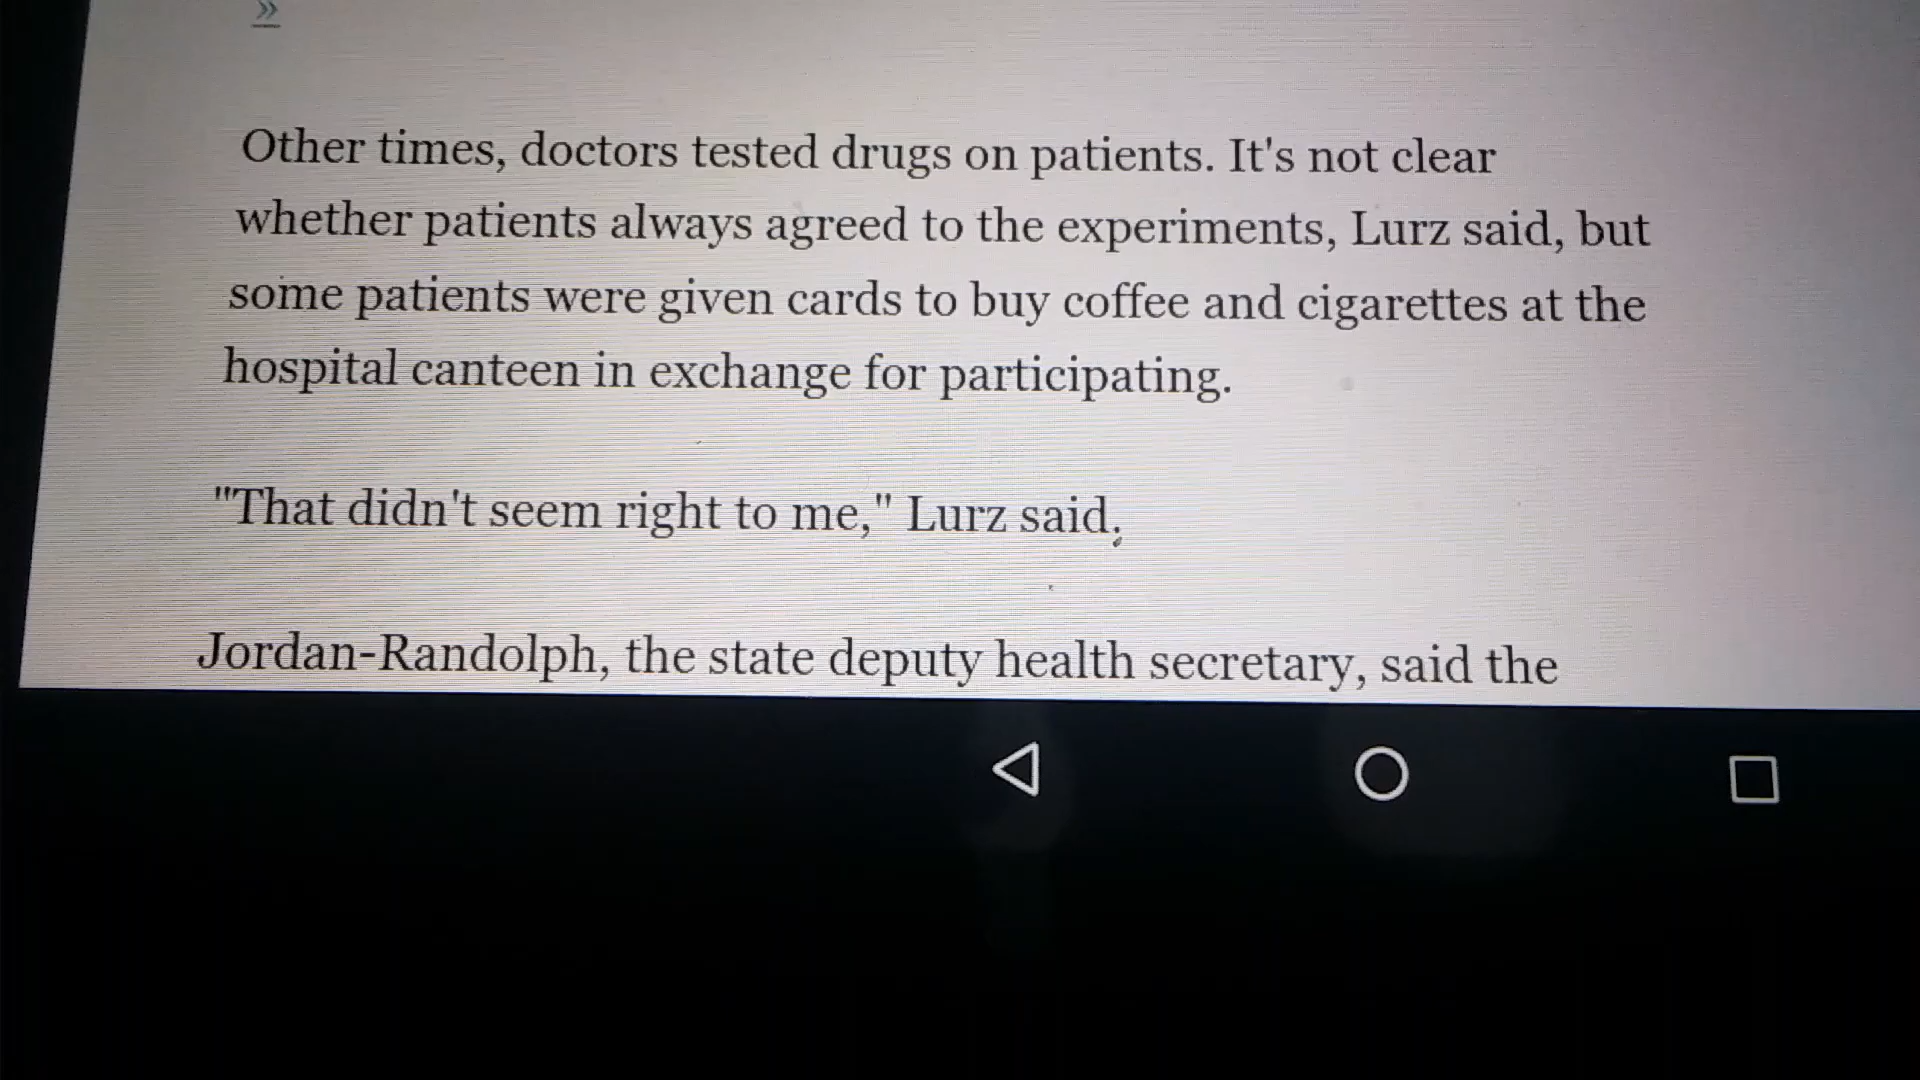 »
Other times, doctors tested drugs on patients. It's not clear
whether patients always agreed to the experiments, Lurz said, but
some patients were given cards to buy coffee and cigarettes at the
hospital canteen in exchange for participating.
"That didn't seem right to me," Lurz said.
Jordan-Randolph, the state deputy health secretary, said the